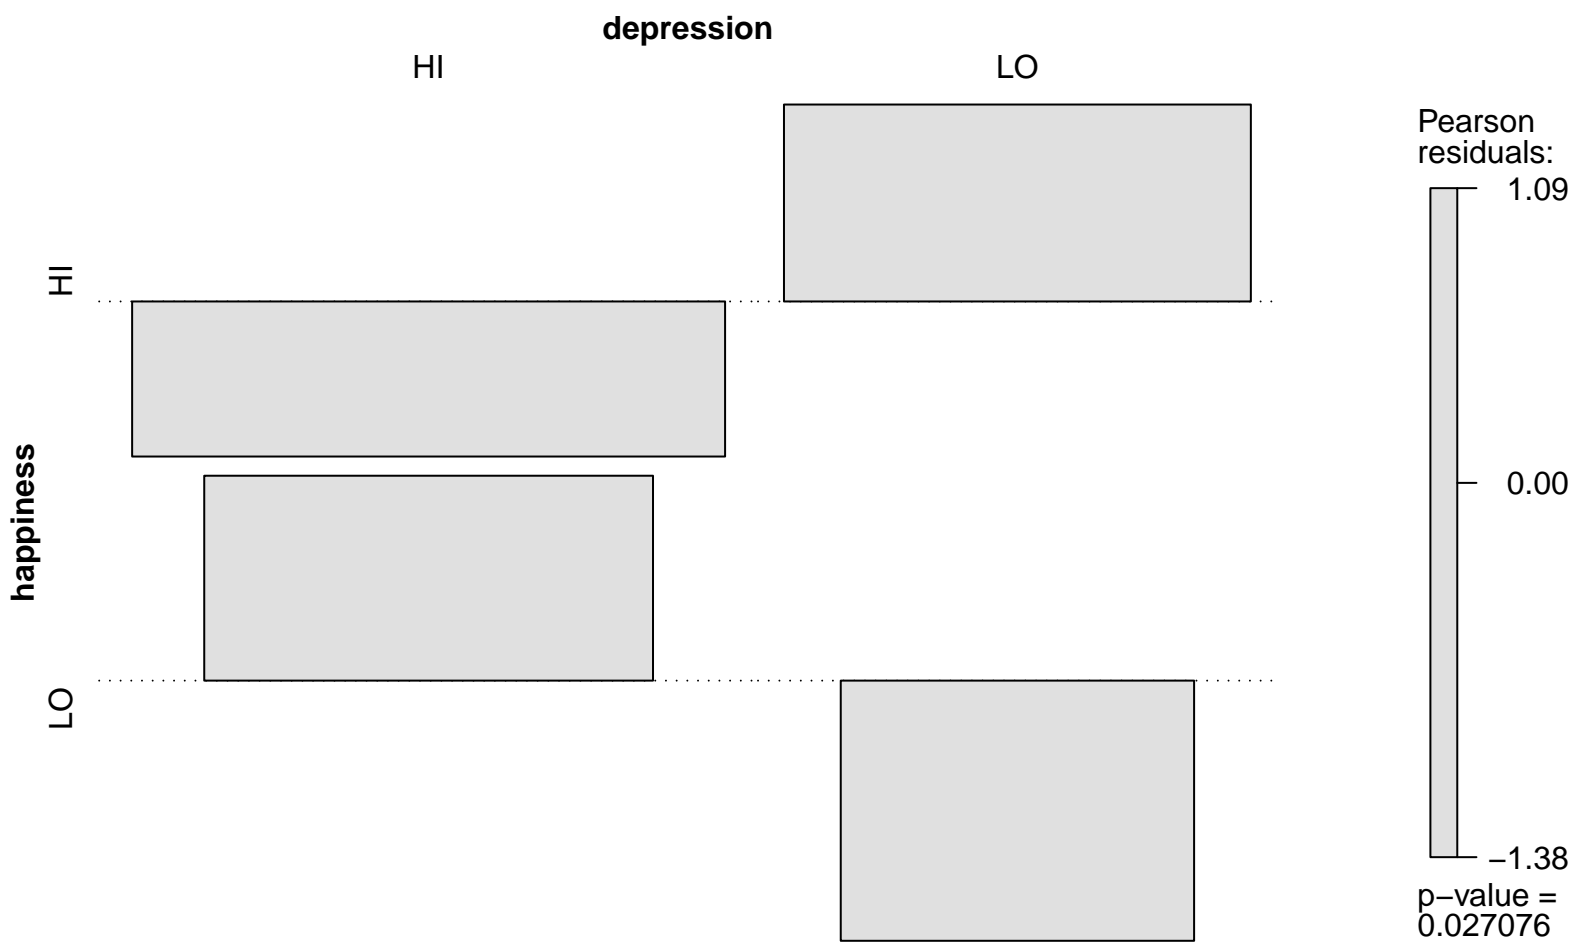 depression
HI
LO
happiness
HI
LO
Pearson
residuals:
1.09
0.00
−1.38
p−value =
0.027076